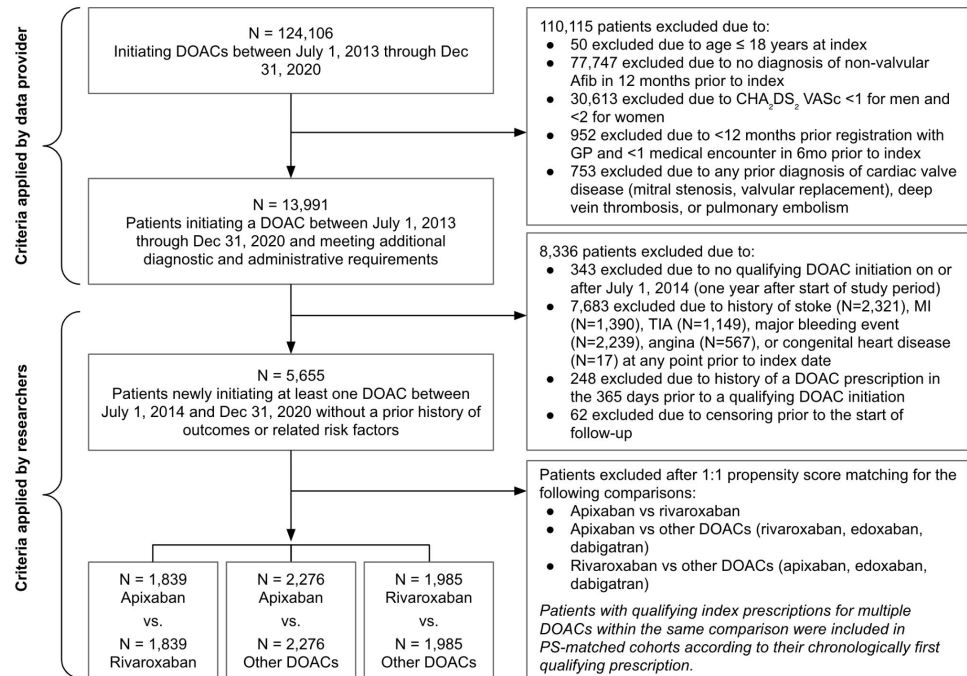 Criteria applied by data provider
N = 124,106
Initiating DOACs between July 1, 2013 through Dec
31, 2020
110,115 patients excluded due to:
● 50 excluded due to age ≤ 18 years at index
● 77,747 excluded due to no diagnosis of non-valvular
Afib in 12 months prior to index
● 30,613 excluded due to CHA₂DS₂ VASc <1 for men and
<2 for women
● 952 excluded due to <12 months prior registration with
GP and <1 medical encounter in 6mo prior to index
● 753 excluded due to any prior diagnosis of cardiac valve
disease (mitral stenosis, valvular replacement), deep
vein thrombosis, or pulmonary embolism
N = 13,991
Patients initiating a DOAC between July 1, 2013
through Dec 31, 2020 and meeting additional
diagnostic and administrative requirements
8,336 patients excluded due to:
● 343 excluded due to no qualifying DOAC initiation on or
after July 1, 2014 (one year after start of study period)
● 7,683 excluded due to history of stoke (N=2,321), MI
(N=1,390), TIA (N=1,149), major bleeding event
(N=2,239), angina (N=567), or congenital heart disease
(N=17) at any point prior to index date
● 248 excluded due to history of a DOAC prescription in
the 365 days prior to a qualifying DOAC initiation
● 62 excluded due to censoring prior to the start of
follow-up
Criteria applied by researchers
N = 5,655
Patients newly initiating at least one DOAC between
July 1, 2014 and Dec 31, 2020 without a prior history of
outcomes or related risk factors
Patients excluded after 1:1 propensity score matching for the
following comparisons:
● Apixaban vs rivaroxaban
● Apixaban vs other DOACs (rivaroxaban, edoxaban,
dabigatran)
● Rivaroxaban vs other DOACs (apixaban, edoxaban,
dabigatran)
Patients with qualifying index prescriptions for multiple
DOACs within the same comparison were included in
PS-matched cohorts according to their chronologically first
qualifying prescription.
N = 1,839
Apixaban
vs.
N = 1,839
Rivaroxaban
N = 2,276
Apixaban
vs.
N = 2,276
Other DOACs
N = 1,985
Rivaroxaban
vs.
N = 1,985
Other DOACs